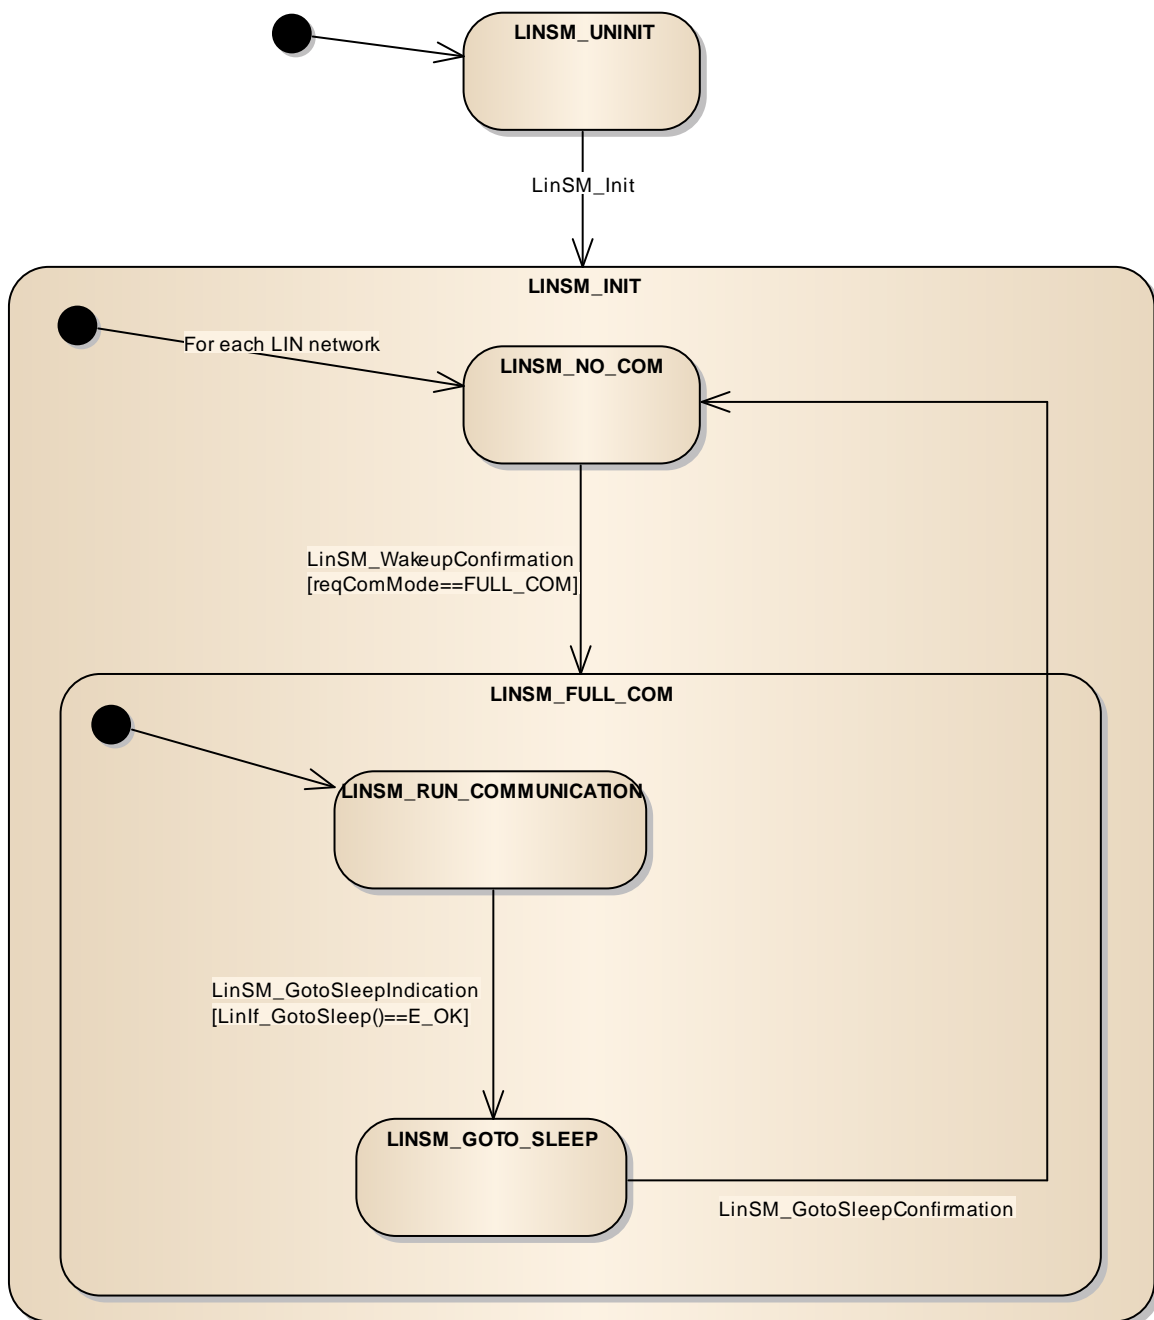 LINSM_UNINIT
LinSM_Init
LINSM_INIT
For each LIN network
LINSM_NO_COM
LinSM_WakeupConfirmation
[reqComMode==FULL_COM]
LINSM_FULL_COM
LINSM_RUN_COMMUNICATION
LinSM_GotoSleepIndication
[LinIf_GotoSleep()==E_OK]
LINSM_GOTO_SLEEP
LinSM_GotoSleepConfirmation